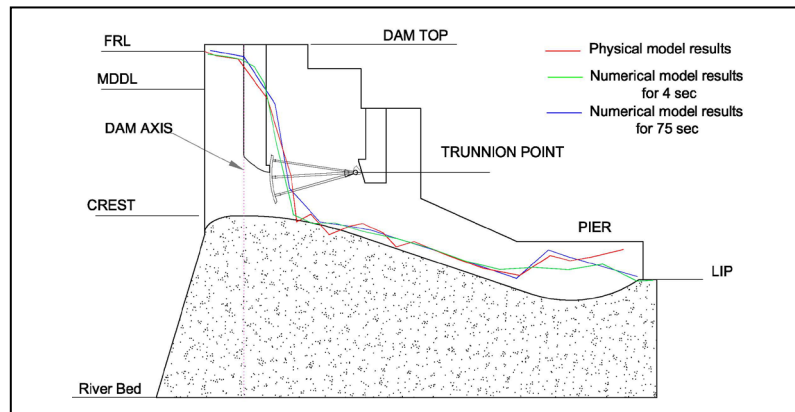 FRL
DAM TOP
MDDL
Physical model results
Numerical model results
for 4 sec
Numerical model results
for 75 sec
DAM AXIS
TRUNNION POINT
CREST
PIER
LIP
River Bed